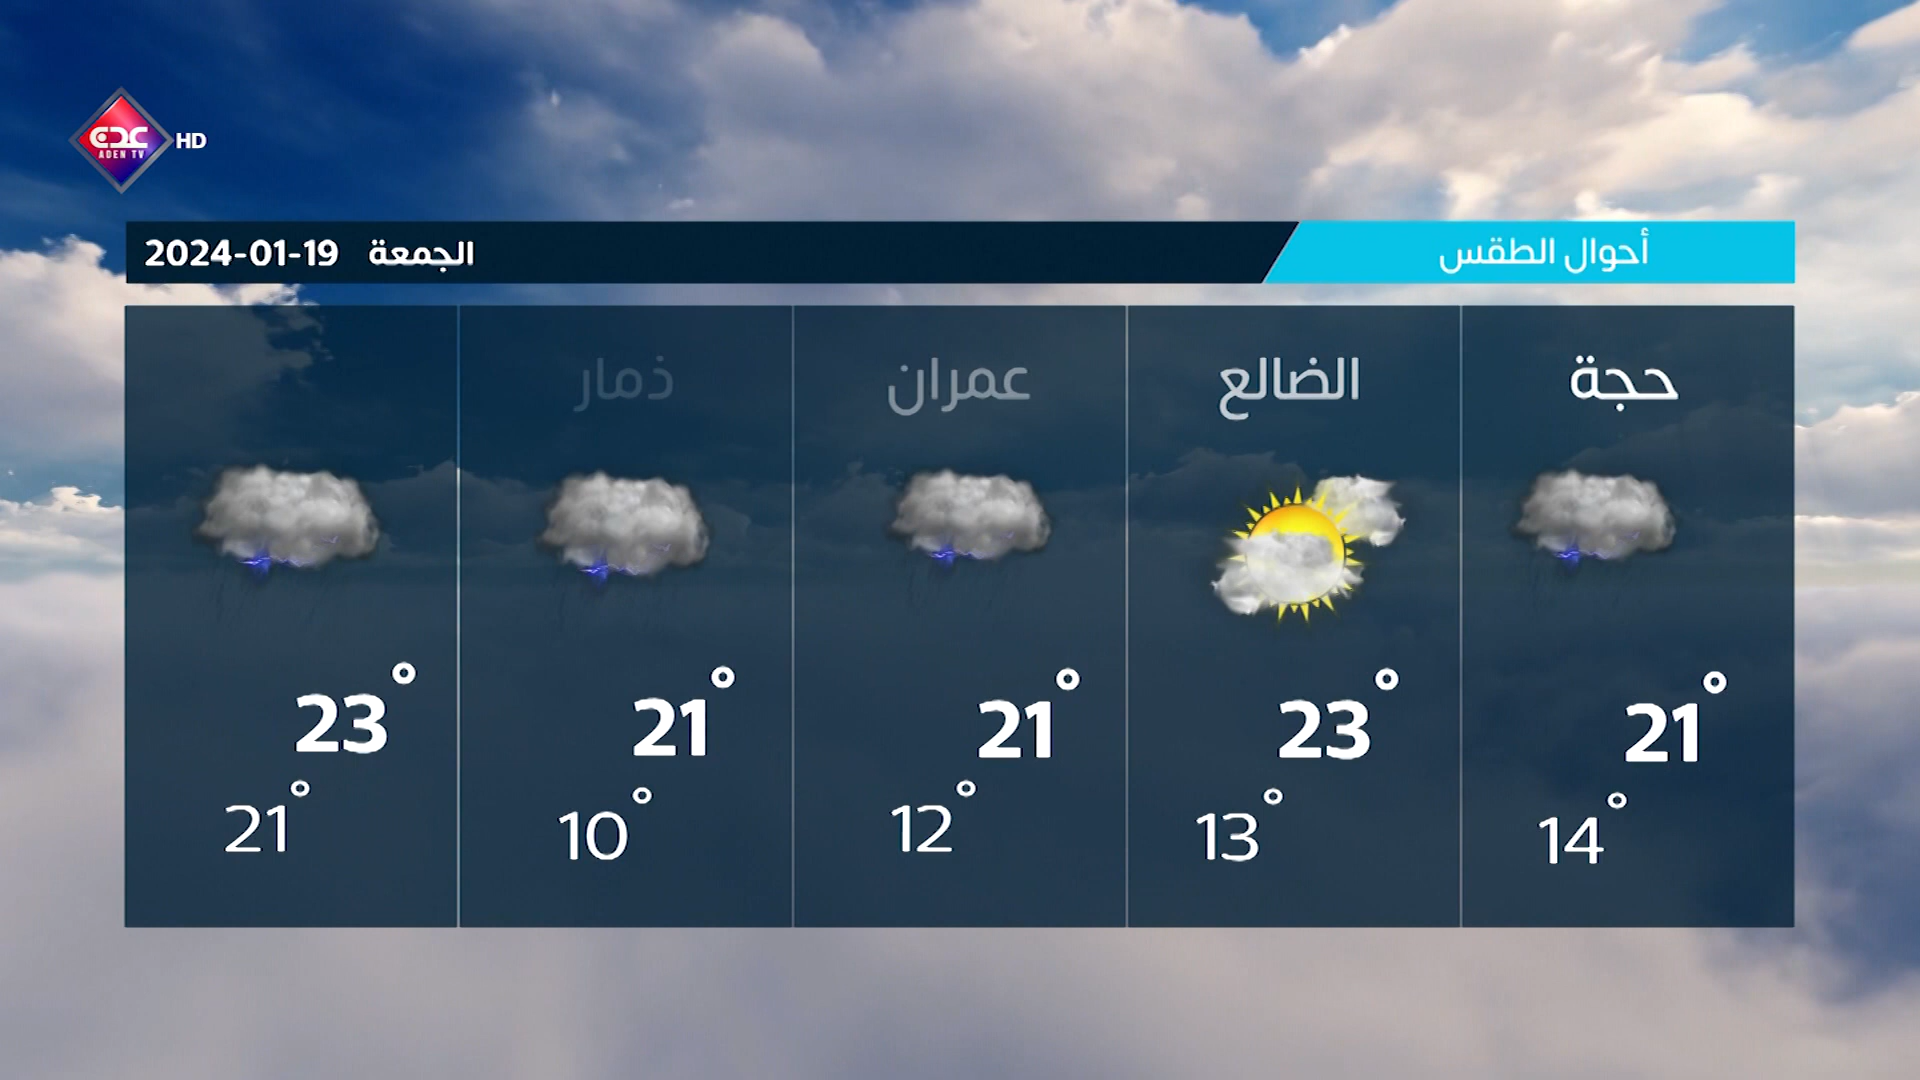 عدن
ADEN TV
HD
أحوال الطقس
الجمعة 2024-01-19
حجة
21°
14°
الضالع
23°
13°
عمران
21°
12°
ذمار
21°
10°
23°
21°